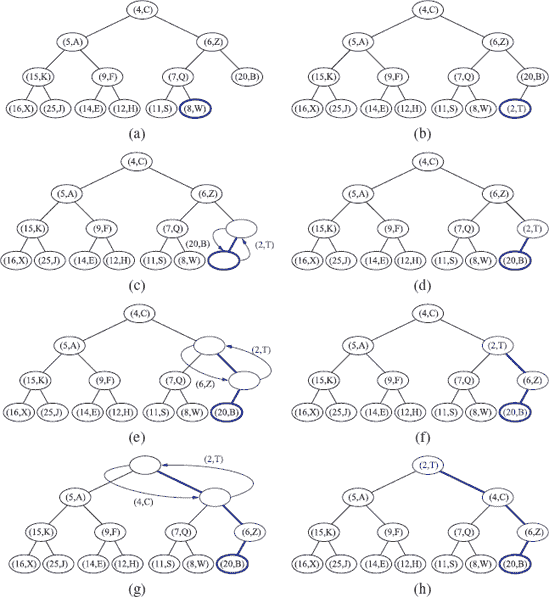 (4,C) (4,C)
(5,A) (6,Z) (5,A) (6,Z)
(15,K) (9,F) (7,Q) (20,B) (15,K) (9,F) (7,Q) (20,B)
(16,X) (25,J) (14,E) (12,H) (11,S) (8,W) (16,X) (25,J) (14,E) (12,H) (11,S) (8,W) (2,T)
(a) (b)
(4,C) (4,C)
(5,A) (6,Z) (5,A) (6,Z)
(15,K) (9,F) (7,Q) (15,K) (9,F) (7,Q) (2,T)
(20,B) (2,T)
(16,X) (25,J) (14,E) (12,H) (11,S) (8,W) (16,X) (25,J) (14,E) (12,H) (11,S) (8,W) (20,B)
(c) (d)
(4,C) (4,C)
(5,A) (2,T) (5,A) (2,T)
(15,K) (9,F) (7,Q) (6,Z) (15,K) (9,F) (7,Q) (6,Z)
(16,X) (25,J) (14,E) (12,H) (11,S) (8,W) (20,B) (16,X) (25,J) (14,E) (12,H) (11,S) (8,W) (20,B)
(e) (f)
(2,T) (2,T)
(5,A) (4,C) (5,A) (4,C)
(15,K) (9,F) (7,Q) (6,Z) (15,K) (9,F) (7,Q) (6,Z)
(16,X) (25,J) (14,E) (12,H) (11,S) (8,W) (20,B) (16,X) (25,J) (14,E) (12,H) (11,S) (8,W) (20,B)
(g) (h)